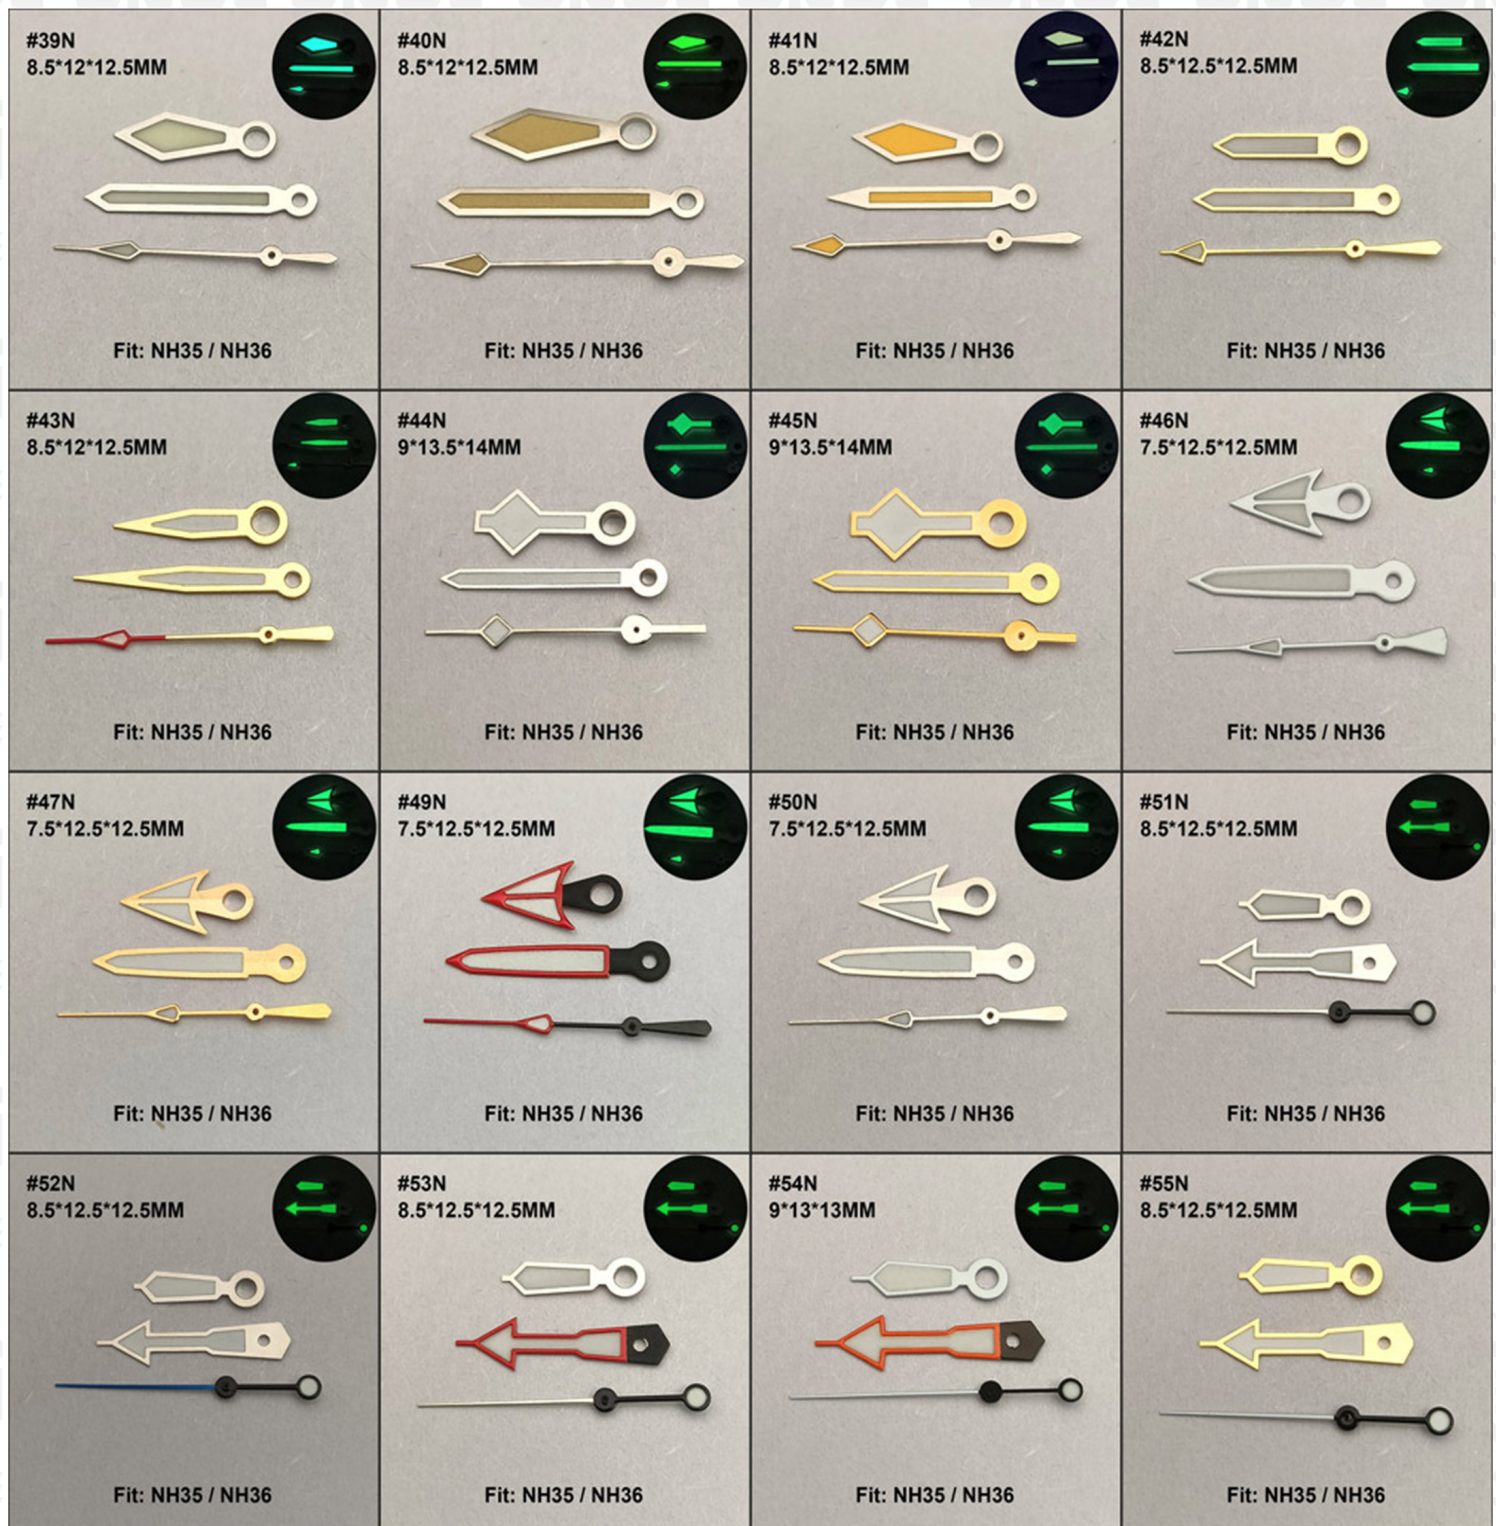 #39N
8.5*12*12.5MM
Fit: NH35 / NH36
#40N
8.5*12*12.5MM
Fit: NH35 / NH36
#41N
8.5*12*12.5MM
Fit: NH35 / NH36
#42N
8.5*12.5*12.5MM
Fit: NH35 / NH36
#43N
8.5*12*12.5MM
Fit: NH35 / NH36
#44N
9*13.5*14MM
Fit: NH35 / NH36
#45N
9*13.5*14MM
Fit: NH35 / NH36
#46N
7.5*12.5*12.5MM
Fit: NH35 / NH36
#47N
7.5*12.5*12.5MM
Fit: NH35 / NH36
#49N
7.5*12.5*12.5MM
Fit: NH35 / NH36
#50N
7.5*12.5*12.5MM
Fit: NH35 / NH36
#51N
8.5*12.5*12.5MM
Fit: NH35 / NH36
#52N
8.5*12.5*12.5MM
Fit: NH35 / NH36
#53N
8.5*12.5*12.5MM
Fit: NH35 / NH36
#54N
9*13*13MM
Fit: NH35 / NH36
#55N
8.5*12.5*12.5MM
Fit: NH35 / NH36